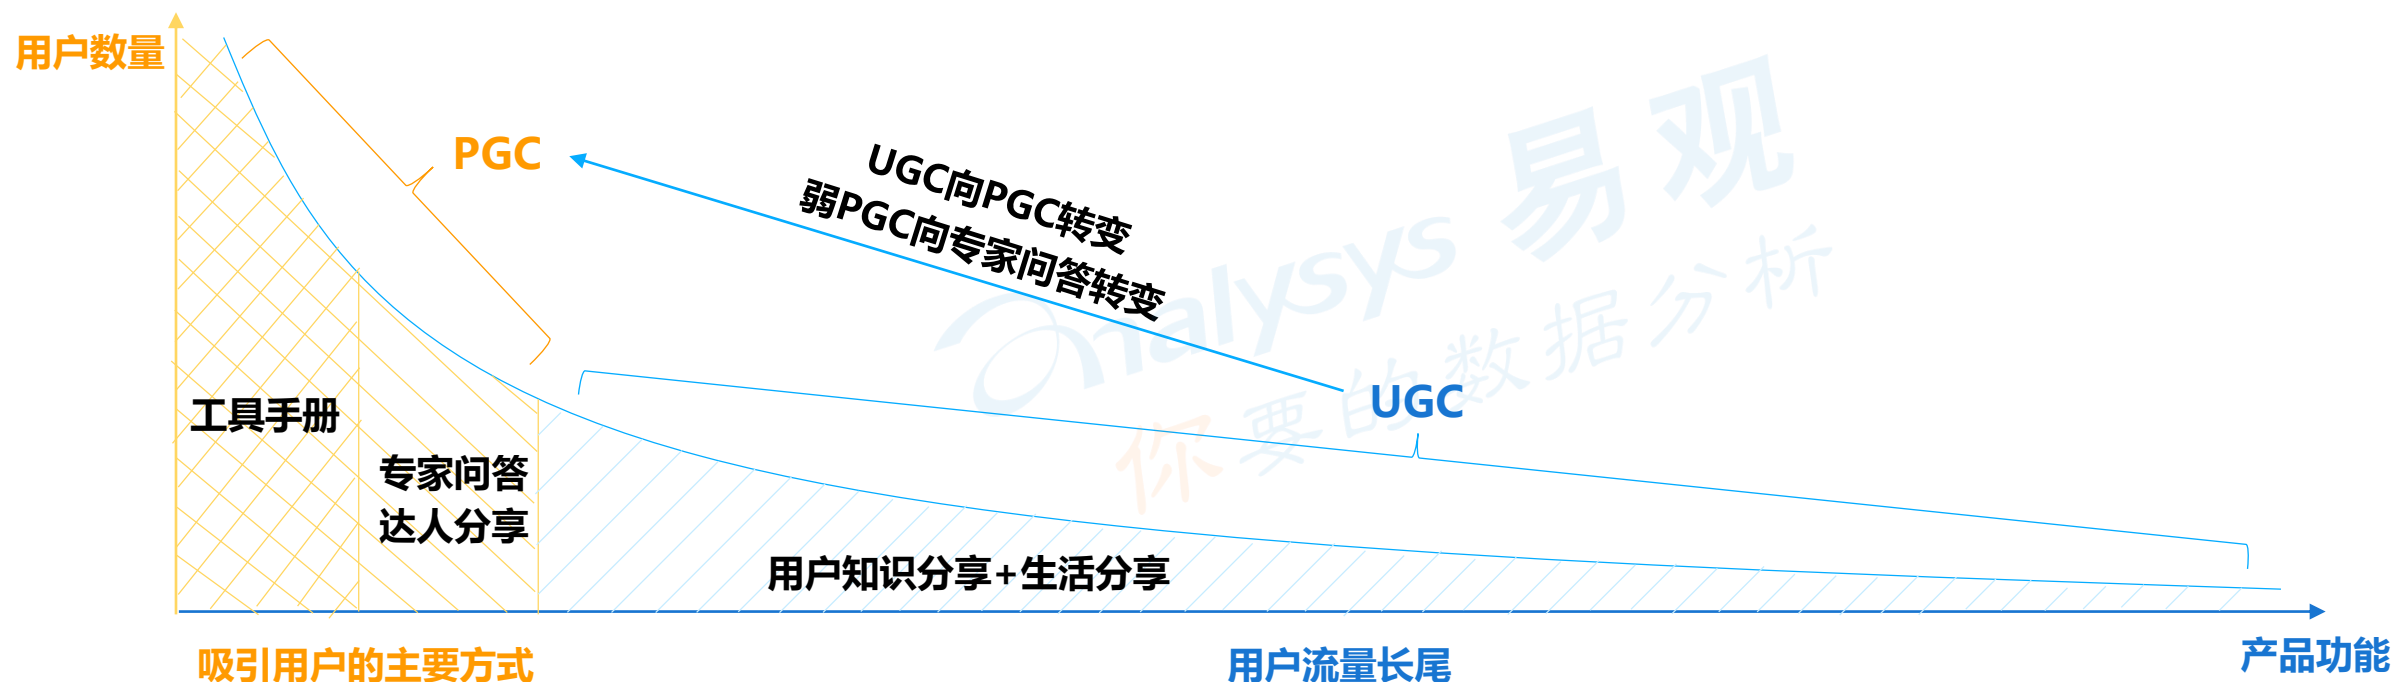 用户数量
PGC
UGC向PGC转变
弱PGC向专家问答转变
nalysys 易观
你要的数据分析
UGC
工具手册
专家问答
达人分享
用户知识分享+生活分享
吸引用户的主要方式
用户流量长尾
产品功能